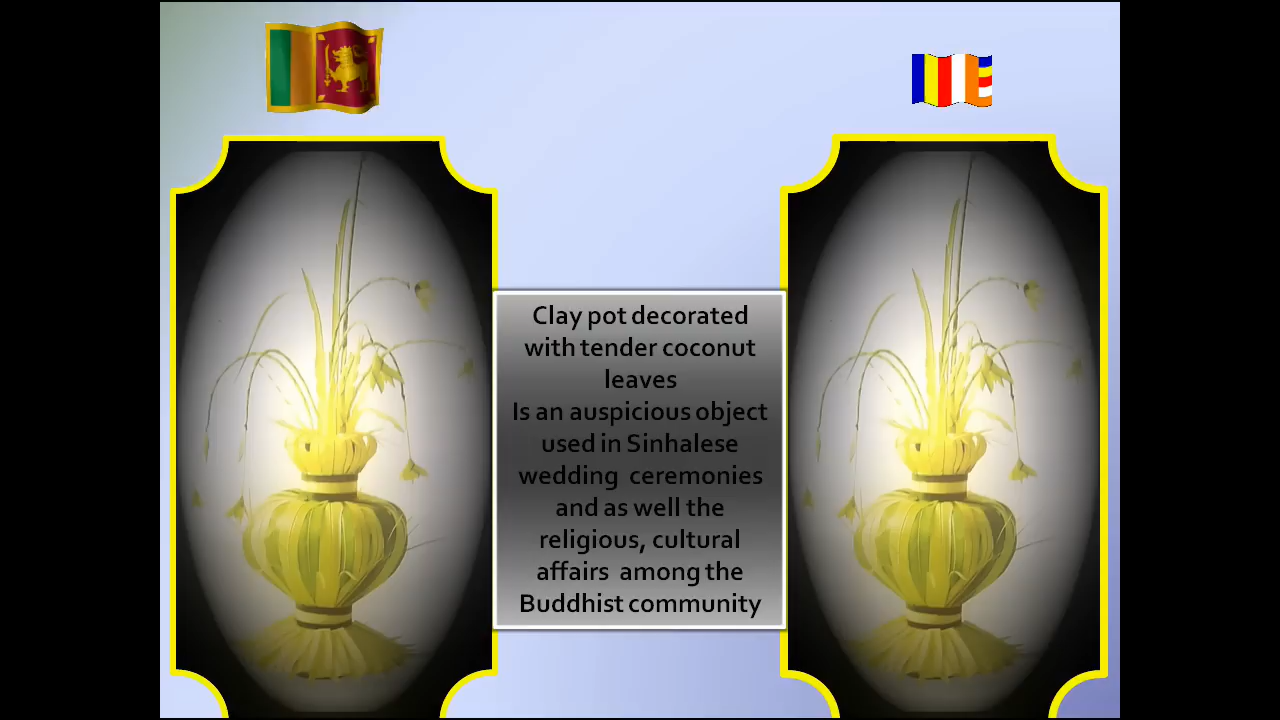 Clay pot decorated
with tender coconut
leaves
Is an auspicious object
used in Sinhalese
wedding  ceremonies
and as well the
religious, cultural
affairs  among the
Buddhist community